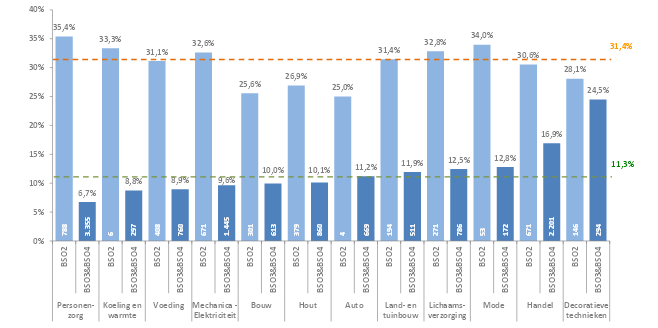 40%
35%
30%
25%
20%
15%
10%
5%
0%
35,4%
6,7%
33,3%
8,8%
31,1%
8,9%
32,6%
9,6%
25,6%
10,0%
26,9%
10,1%
25,0%
11,2%
31,4%
11,9%
32,8%
12,5%
34,0%
12,8%
30,6%
16,9%
28,1%
24,5%
31,4%
11,3%
788
3.355
6
297
408
760
671
1.445
301
613
379
860
4
669
194
511
271
786
53
172
671
2.201
146
294
BSO2
BSO3&BSO4
BSO2
BSO3&BSO4
BSO2
BSO3&BSO4
BSO2
BSO3&BSO4
BSO2
BSO3&BSO4
BSO2
BSO3&BSO4
BSO2
BSO3&BSO4
BSO2
BSO3&BSO4
BSO2
BSO3&BSO4
BSO2
BSO3&BSO4
BSO2
BSO3&BSO4
BSO2
BSO3&BSO4
Personen-
zorg
Koeling en
warmte
Voeding
Mechanica -
Elektriciteit
Bouw
Hout
Auto
Land- en
tuinbouw
Lichaams-
verzorging
Mode
Handel
Decoratieve
technieken